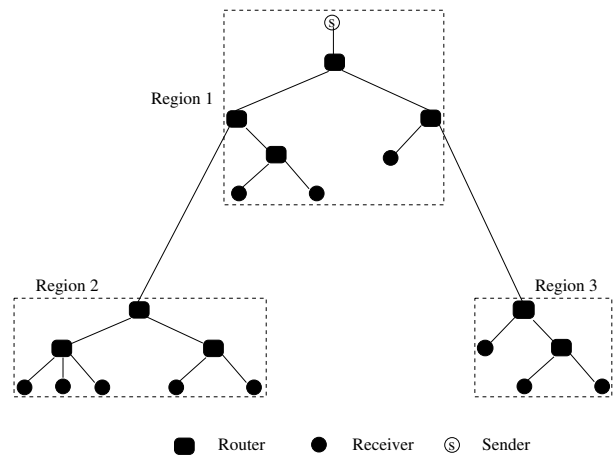 S
Region 1
Region 2
Region 3
Router
Receiver
S
Sender